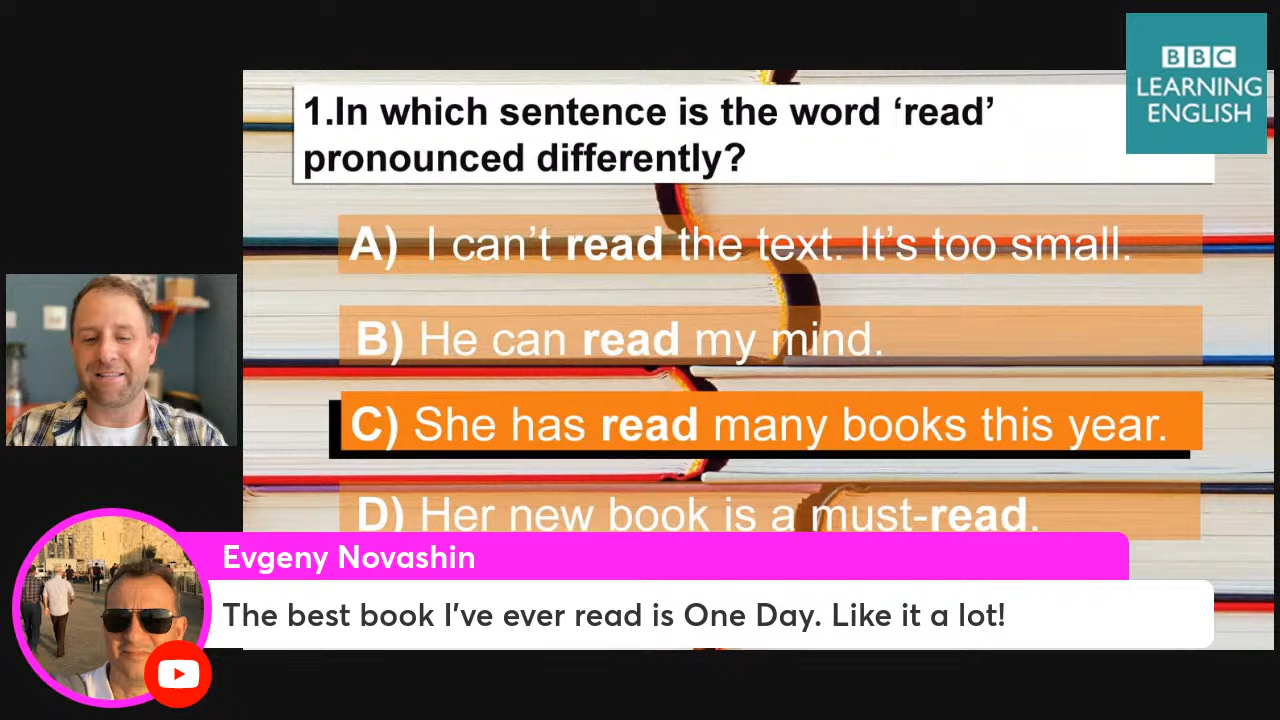 BBC
LEARNING
ENGLISH
1.In which sentence is the word ‘read’
pronounced differently?
A) I can’t read the text. It’s too small.
B) He can read my mind.
C) She has read many books this year.
D) Her new book is a must-read.
Evgeny Novashin
The best book I've ever read is One Day. Like it a lot!